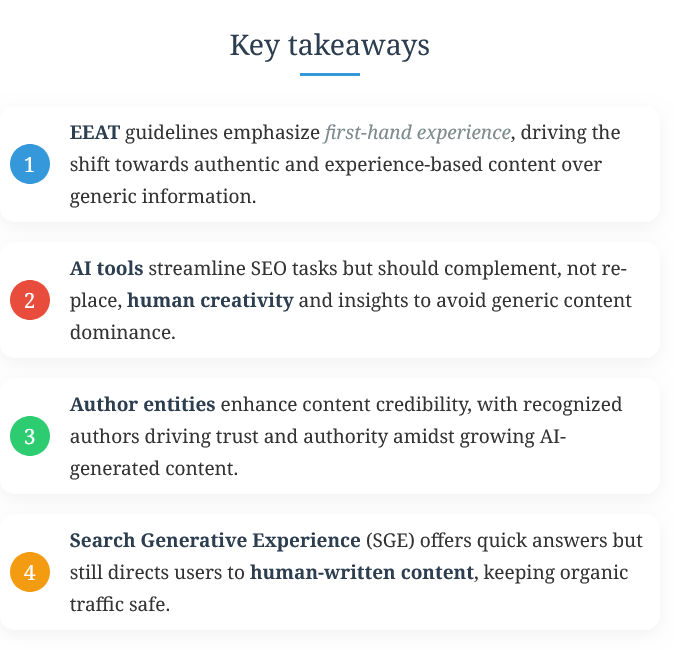 Key takeaways
EEAT guidelines emphasize first-hand experience, driving the
1
shift towards authentic and experience-based content over
generic information.
AI tools streamline SEO tasks but should complement, not re-
2
place, human creativity and insights to avoid generic content
dominance.
Author entities enhance content credibility, with recognized
3
authors driving trust and authority amidst growing AI-
generated content.
Search Generative Experience (SGE) offers quick answers but
4
still directs users to human-written content, keeping organic
traffic safe.